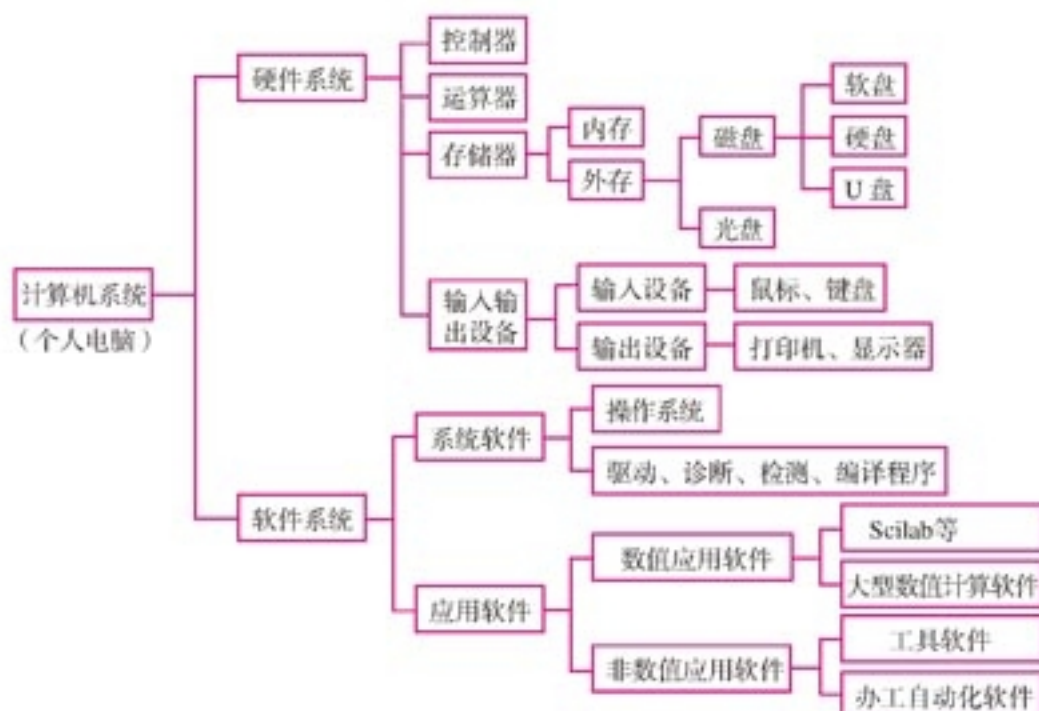 控制器
硬件系统
运算器
软盘
内存
磁盘
硬盘
存储器
外存
U 盘
光盘
计算机系统
（个人电脑）
输入输
出设备
输入设备
鼠标、键盘
输出设备
打印机、显示器
操作系统
系统软件
驱动、诊断、检测、编译程序
软件系统
Scilab等
数值应用软件
大型数值计算软件
应用软件
工具软件
非数值应用软件
办工自动化软件